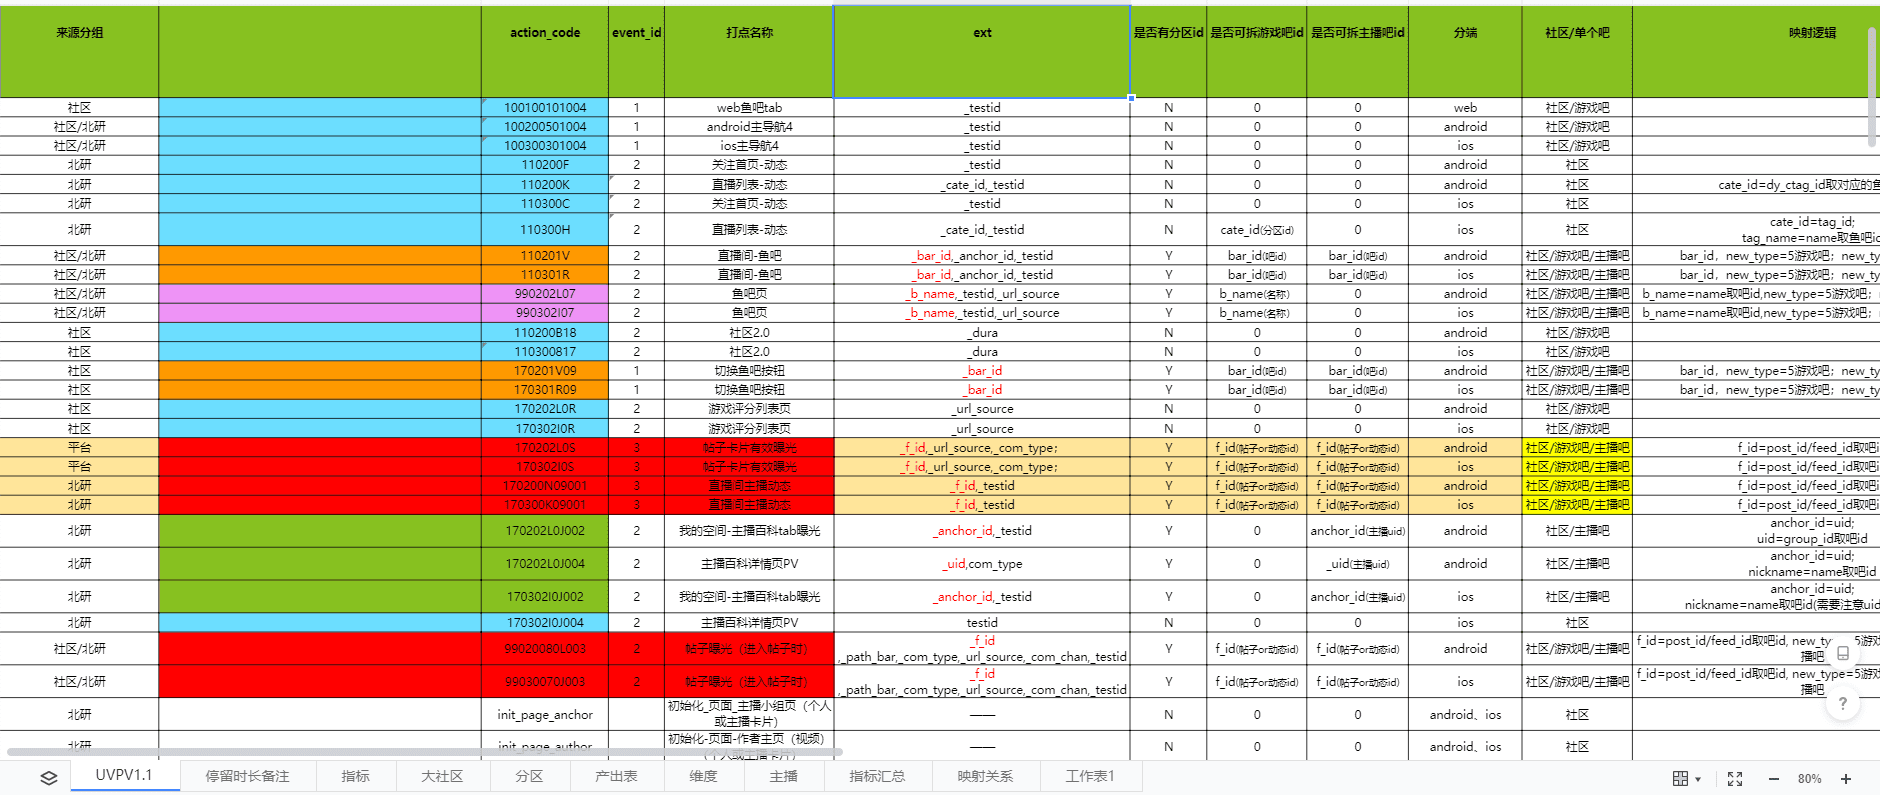 来源分组 action_code event_id 打点名称 ext 是否有分区id 是否可拆游戏吧id 是否可拆主播吧id 分端 社区/单个吧 映射逻辑
社区 100100101004 1 web鱼吧tab _testid N 0 0 web 社区/游戏吧
社区/北研 100200501004 1 android主导航4 _testid N 0 0 android 社区/游戏吧
社区/北研 100300301004 1 ios主导航4 _testid N 0 0 ios 社区/游戏吧
北研 110200F 2 关注首页-动态 _testid N 0 0 android 社区
北研 110200K 2 直播列表-动态 _cate_id,_testid N 0 0 android 社区 cate_id=dy_ctag_id取对应的鱼
北研 110300C 2 关注首页-动态 _testid N 0 0 ios 社区
北研 110300H 2 直播列表-动态 _cate_id,_testid N cate_id(分区id) 0 ios 社区 cate_id=tag_id;
tag_name=name取鱼吧id
社区/北研 110201V 2 直播间-鱼吧 _bar_id,_anchor_id,_testid Y bar_id(吧id) bar_id(吧id) android 社区/游戏吧/主播吧 bar_id，new_type=5游戏吧；new_ty
社区/北研 110301R 2 直播间-鱼吧 _bar_id,_anchor_id,_testid Y bar_id(吧id) bar_id(吧id) ios 社区/游戏吧/主播吧 bar_id，new_type=5游戏吧；new_ty
社区/北研 990202L07 2 鱼吧页 _b_name,_testid,_url_source Y b_name(名称) 0 android 社区/游戏吧/主播吧 b_name=name取吧id,new_type=5游戏吧；
社区/北研 990302I07 2 鱼吧页 _b_name,_testid,_url_source Y b_name(名称) 0 ios 社区/游戏吧/主播吧 b_name=name取吧id,new_type=5游戏吧；
社区 110200B18 2 社区2.0 _dura N 0 0 android 社区/游戏吧
社区 110300817 2 社区2.0 _dura N 0 0 ios 社区/游戏吧
社区 170201V09 1 切换鱼吧按钮 _bar_id Y bar_id(吧id) bar_id(吧id) android 社区/游戏吧/主播吧 bar_id，new_type=5游戏吧；new_ty
社区 170301R09 1 切换鱼吧按钮 _bar_id Y bar_id(吧id) bar_id(吧id) ios 社区/游戏吧/主播吧 bar_id，new_type=5游戏吧；new_ty
社区 170202L0R 2 游戏评分列表页 _url_source N 0 0 android 社区/游戏吧
社区 170302I0R 2 游戏评分列表页 _url_source N 0 0 ios 社区/游戏吧
平台 170202L0S 3 帖子卡片有效曝光 _f_id,_url_source,_com_type; Y f_id(帖子or动态id) f_id(帖子or动态id) android 社区/游戏吧/主播吧 f_id=post_id/feed_id取吧i
平台 170302I0S 3 帖子卡片有效曝光 _f_id,_url_source,_com_type; Y f_id(帖子or动态id) f_id(帖子or动态id) ios 社区/游戏吧/主播吧 f_id=post_id/feed_id取吧i
北研 170200N09001 3 直播间主播动态 _f_id,_testid Y f_id(帖子or动态id) f_id(帖子or动态id) android 社区/游戏吧/主播吧 f_id=post_id/feed_id取吧i
北研 170300K09001 3 直播间主播动态 _f_id,_testid Y f_id(帖子or动态id) f_id(帖子or动态id) ios 社区/游戏吧/主播吧 f_id=post_id/feed_id取吧i
北研 170202L0J002 2 我的空间-主播百科tab曝光 _anchor_id,_testid Y 0 anchor_id(主播uid) android 社区/主播吧 anchor_id=uid;
uid=group_id取吧id
北研 170202L0J004 2 主播百科详情页PV _uid,com_type Y 0 _uid(主播uid) android 社区/主播吧 anchor_id=uid;
nickname=name取吧id
北研 170302I0J002 2 我的空间-主播百科tab曝光 _anchor_id,_testid Y 0 anchor_id(主播uid) ios 社区/主播吧 anchor_id=uid;
nickname=name取吧id(需要注意uid
北研 170302I0J004 2 主播百科详情页PV testid N 0 0 ios 社区
社区/北研 99020080L003 2 帖子曝光（进入帖子时） _f_id
,_path_bar,_com_type,_url_source,_com_chan,_testid Y f_id(帖子or动态id) f_id(帖子or动态id) android 社区/游戏吧/主播吧 f_id=post_id/feed_id取吧id, new_ty 5游戏
播吧
社区/北研 99030070J003 2 帖子曝光（进入帖子时） _f_id
,_path_bar,_com_type,_url_source,_com_chan,_testid Y f_id(帖子or动态id) f_id(帖子or动态id) ios 社区/游戏吧/主播吧 f_id=post_id/feed_id取吧id, new_type=5游戏
播吧
北研 init_page_anchor 初始化_页面_主播小组页（个人
或主播卡片） —— N 0 0 android、ios 社区
北研 init_page_author 初始化-页面-作者主页（视频）
（个人或主播卡片） —— N 0 0 android、ios 社区
UVPV1.1 停留时长备注 指标 大社区 分区 产出表 维度 主播 指标汇总 映射关系 工作表1 80%